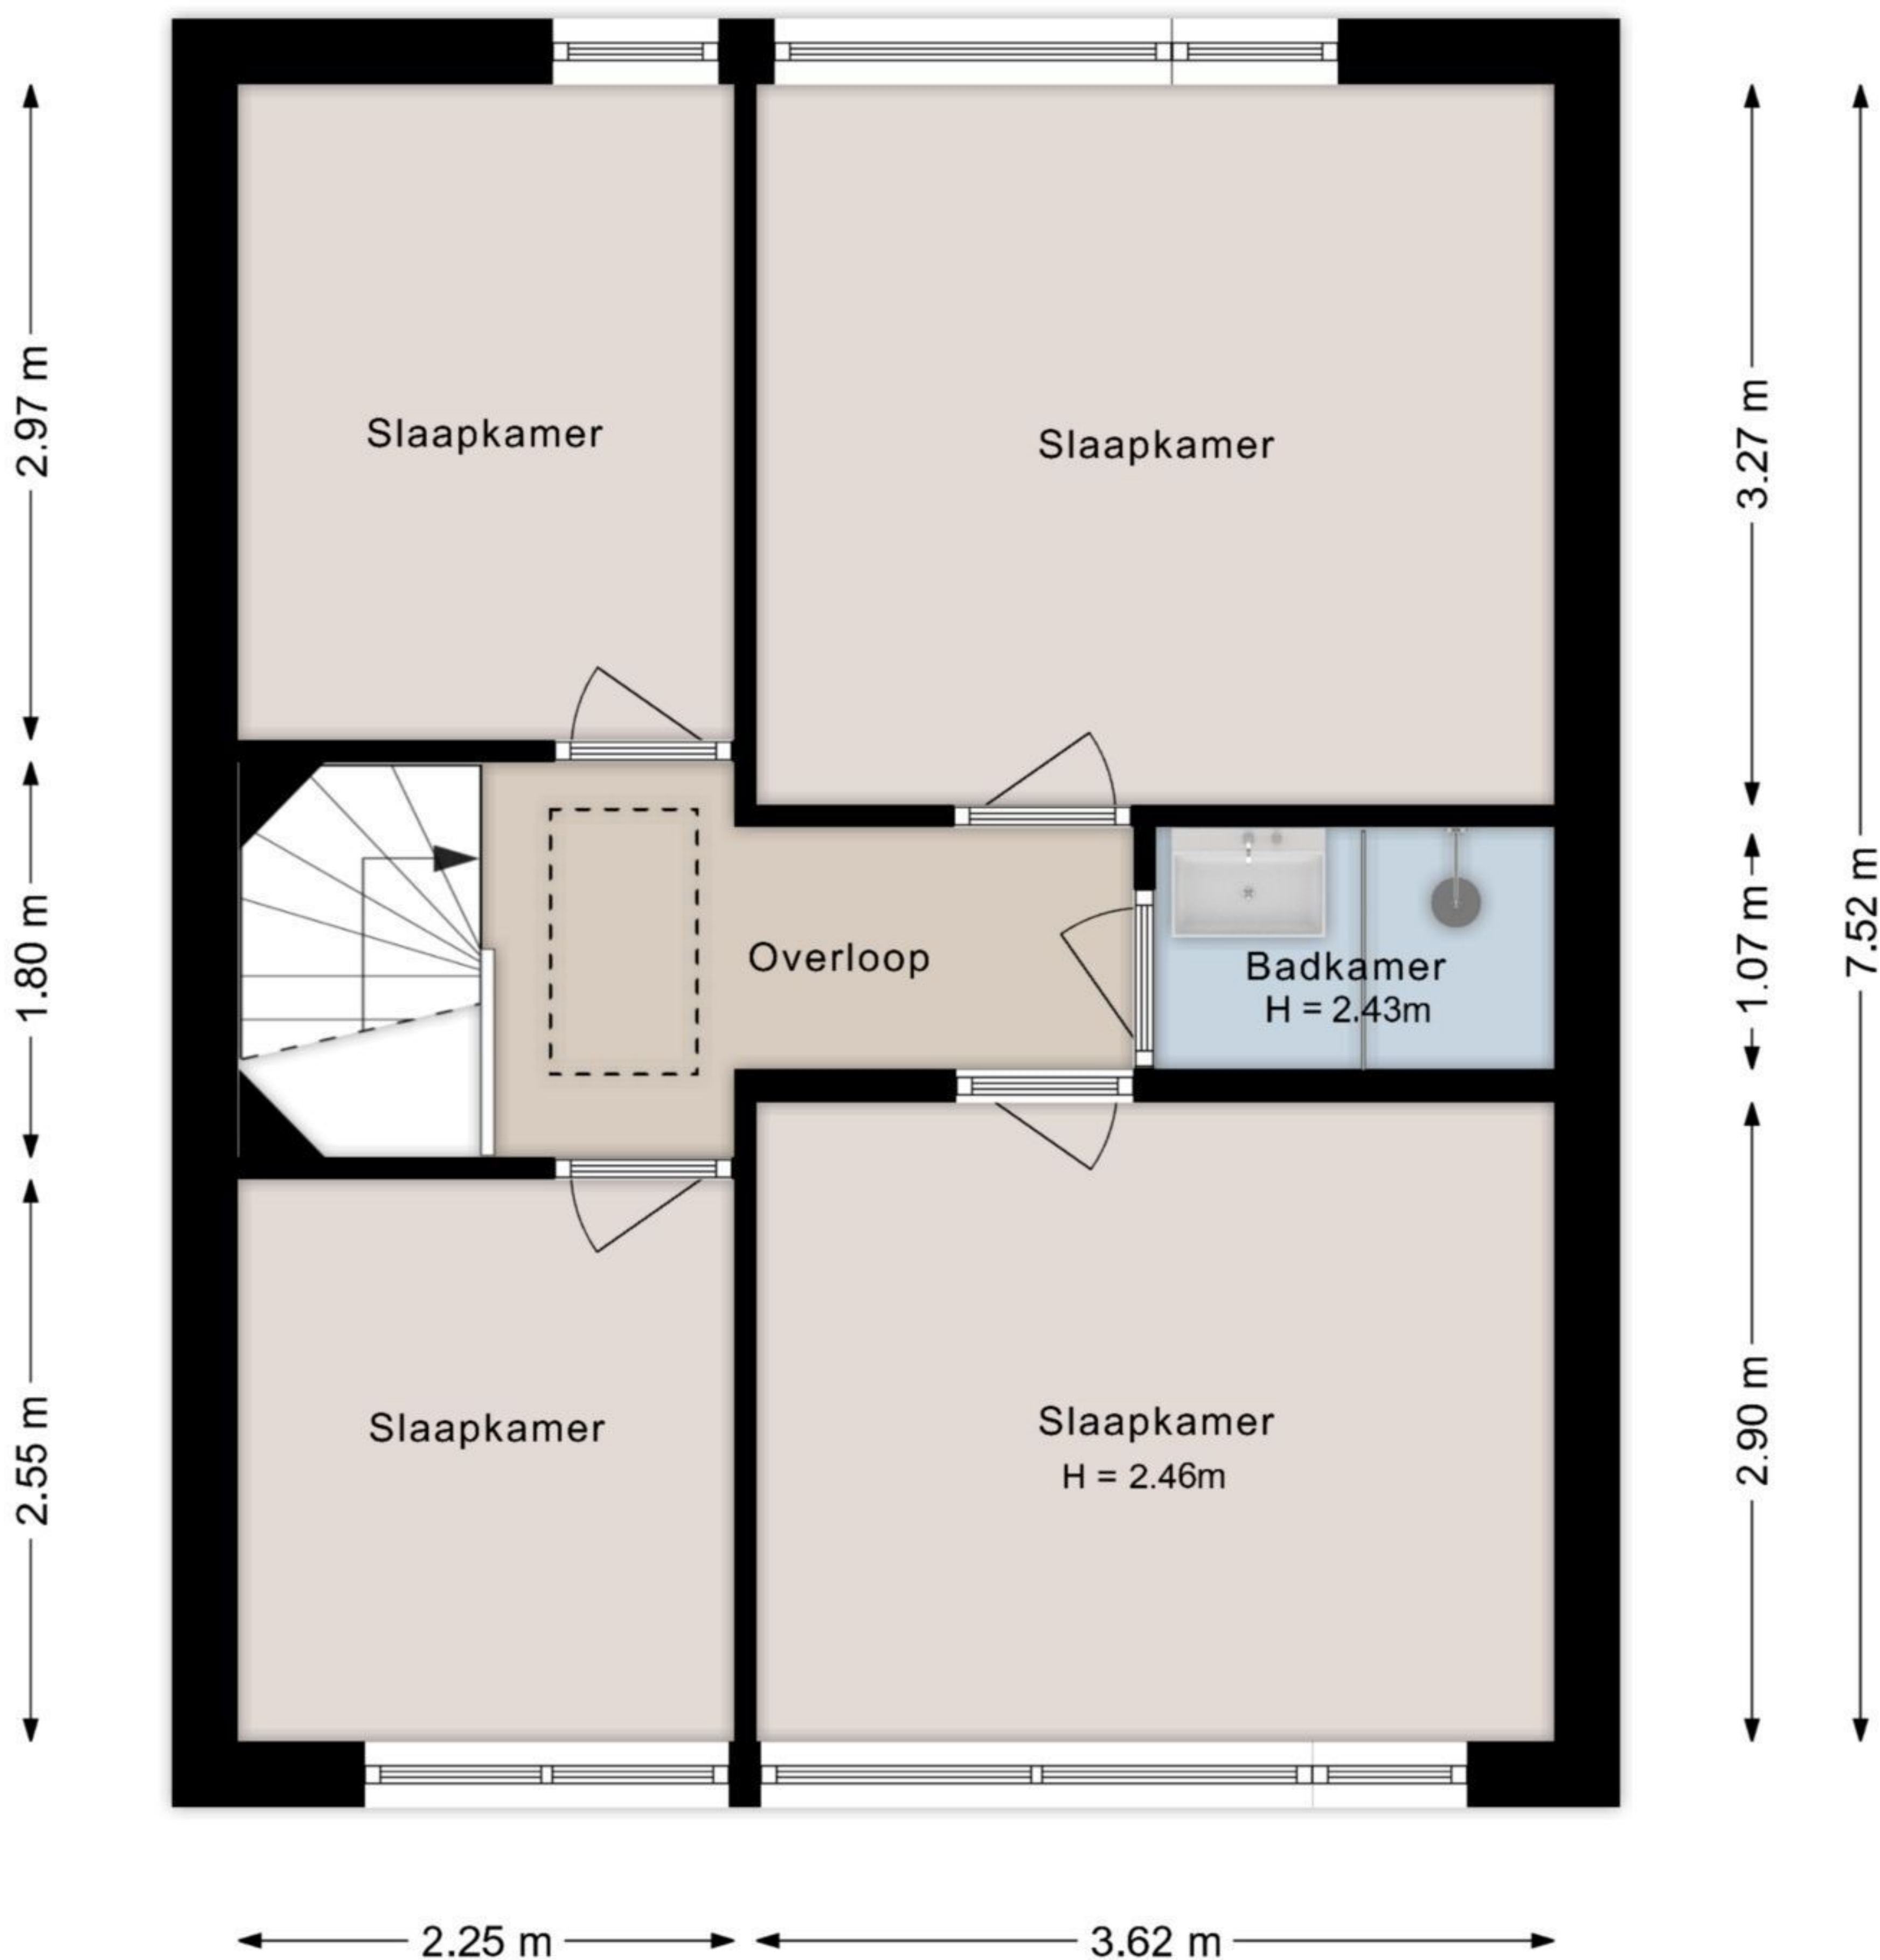 Slaapkamer
Slaapkamer
2.97 m
3.27 m
7.52 m
1.80 m
Overloop
Badkamer
H = 2.43m
1.07 m
Slaapkamer
Slaapkamer
H = 2.46m
2.55 m
2.90 m
2.25 m
3.62 m